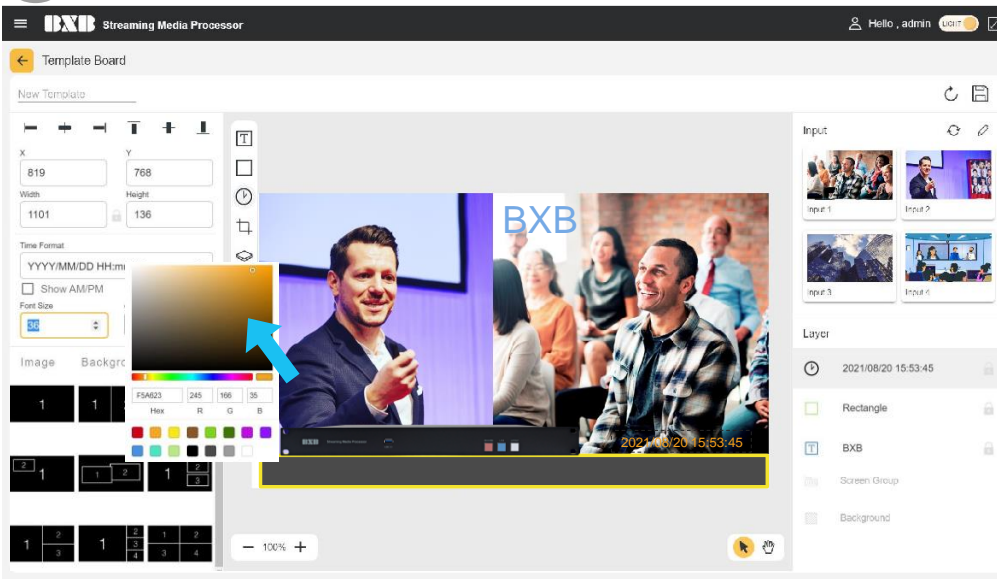 BXB Streaming Media Processor
Hello , admin
LIGHT
Template Board
New Template
X
Y
819
768
Width
Height
1101
136
Time Format
YYYY/MM/DD HH:m
Show AM/PM
Font Size
36
Image
Backgro
F5A623
245
166
35
Hex
R
G
B
1
1
2
1
1
2
1
2
3
1
2
3
1
2
3
4
1
2
3
4
T
BXB
BXB
2021/08/20 15:53:45
100%
Input
Input 1
Input 2
Input 3
Input 4
Layer
2021/08/20 15:53:45
Rectangle
T
BXB
Screen Group
Background